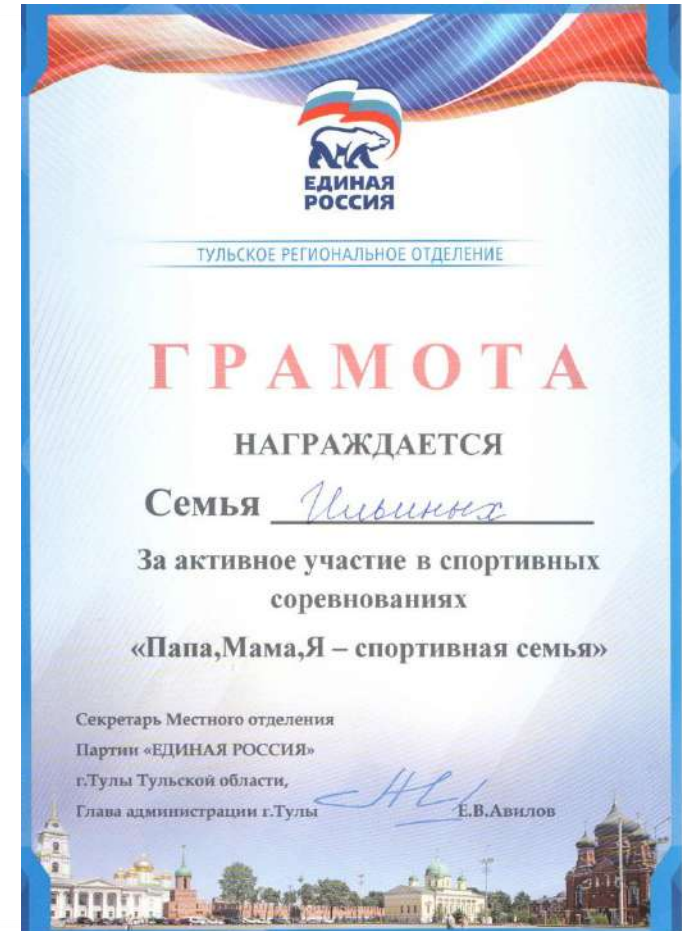 ЕДИНАЯ
РОССИЯ
ТУЛЬСКОЕ РЕГИОНАЛЬНОЕ ОТДЕЛЕНИЕ
ГРАМОТА
НАГРАЖДАЕТСЯ
Семья Ильиных
За активное участие в спортивных
соревнованиях
«Папа,Мама,Я – спортивная семья»
Секретарь Местного отделения
Партии «ЕДИНАЯ РОССИЯ»
г.Тулы Тульской области,
Глава администрации г.Тулы Е.В.Авилов